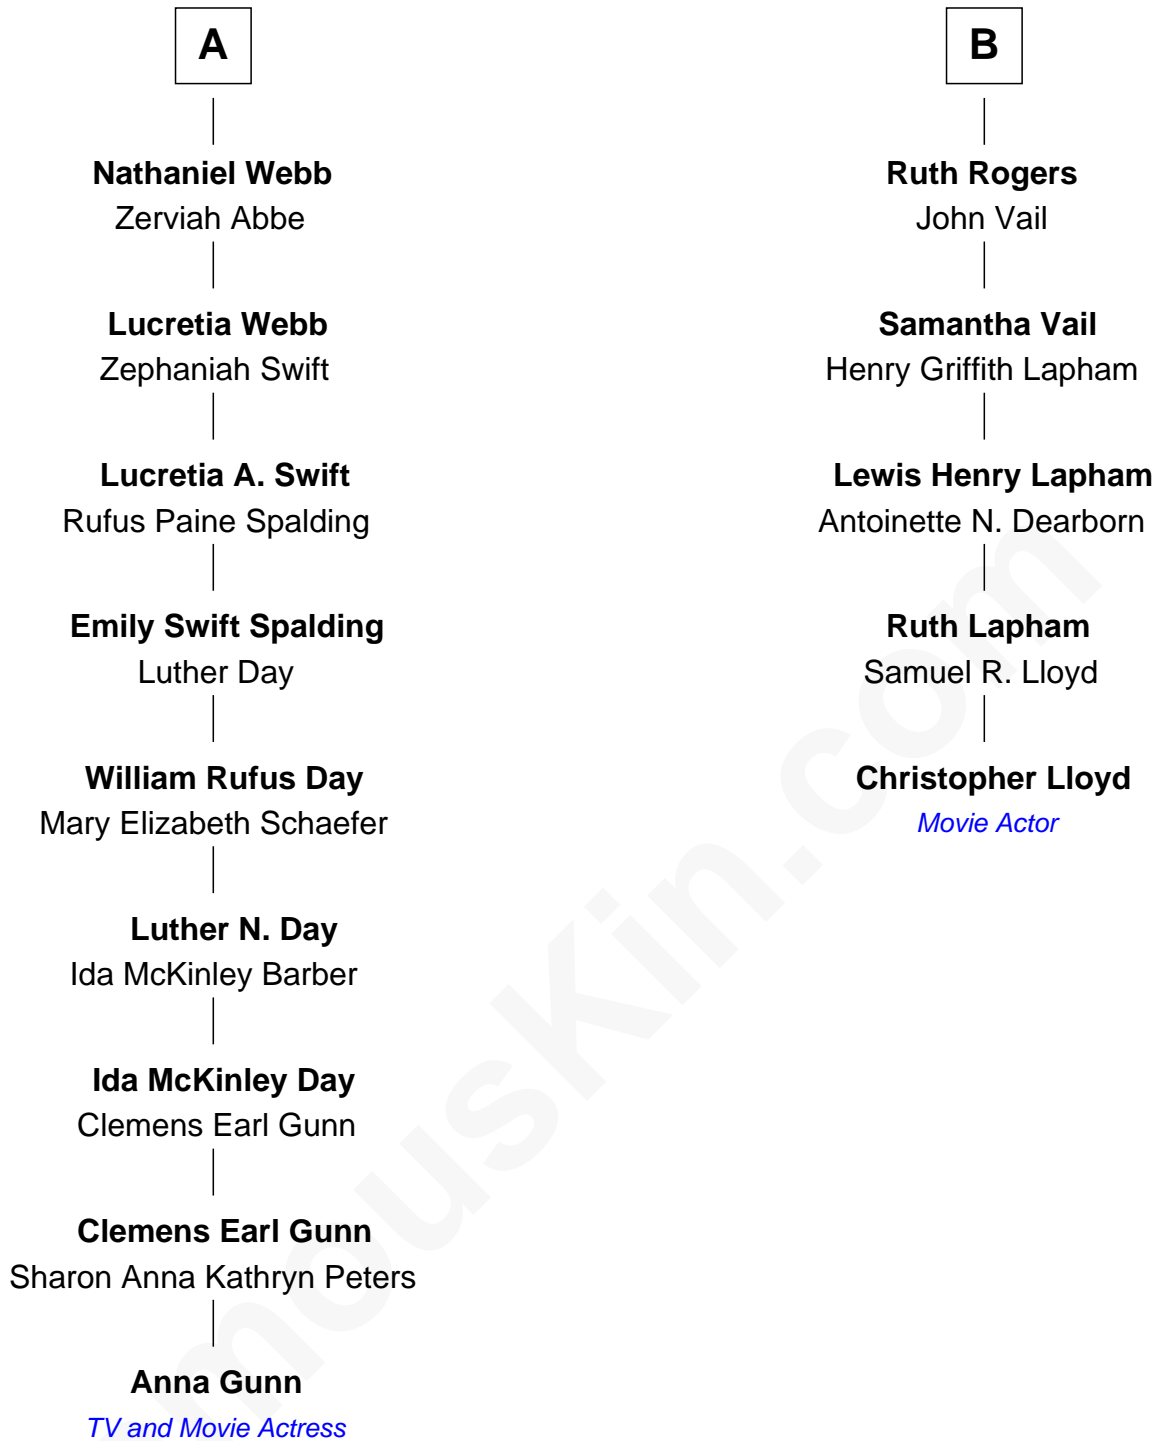 A
Nathaniel Webb
Zerviah Abbe
Lucretia Webb
Zephaniah Swift
Lucretia A. Swift
Rufus Paine Spalding
Emily Swift Spalding
Luther Day
William Rufus Day
Mary Elizabeth Schaefer
Luther N. Day
Ida McKinley Barber
Ida McKinley Day
Clemens Earl Gunn
Clemens Earl Gunn
Sharon Anna Kathryn Peters
Anna Gunn
TV and Movie Actress
B
Ruth Rogers
John Vail
Samantha Vail
Henry Griffith Lapham
Lewis Henry Lapham
Antoinette N. Dearborn
Ruth Lapham
Samuel R. Lloyd
Christopher Lloyd
Movie Actor
mousKin.com